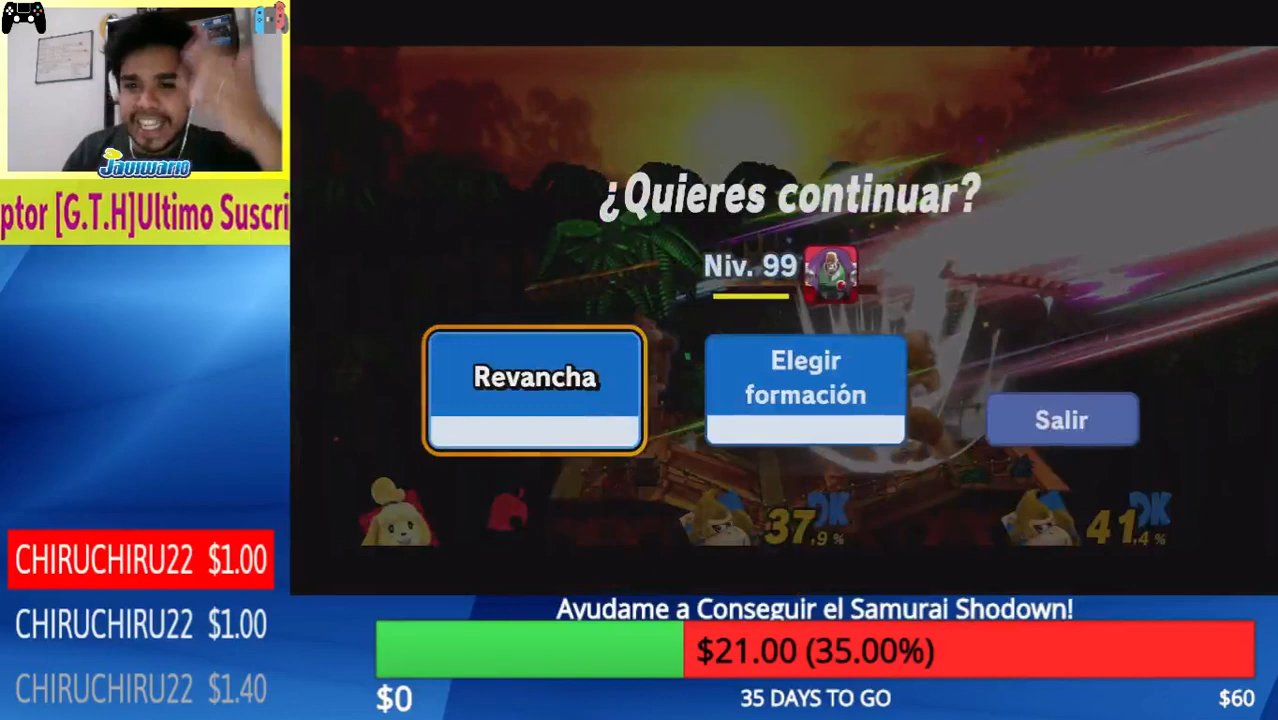 Javiwario
ptor [G.T.H]Ultimo Suscri
¿Quieres continuar?
Niv. 99
Revancha
Elegir
formación
Salir
DK
37,9%
DK
41,4%
CHIRUCHIRU22 $1.00
CHIRUCHIRU22 $1.00
CHIRUCHIRU22 $1.40
Ayudame a Conseguir el Samurai Shodown!
$21.00 (35.00%)
$0
35 DAYS TO GO
$60